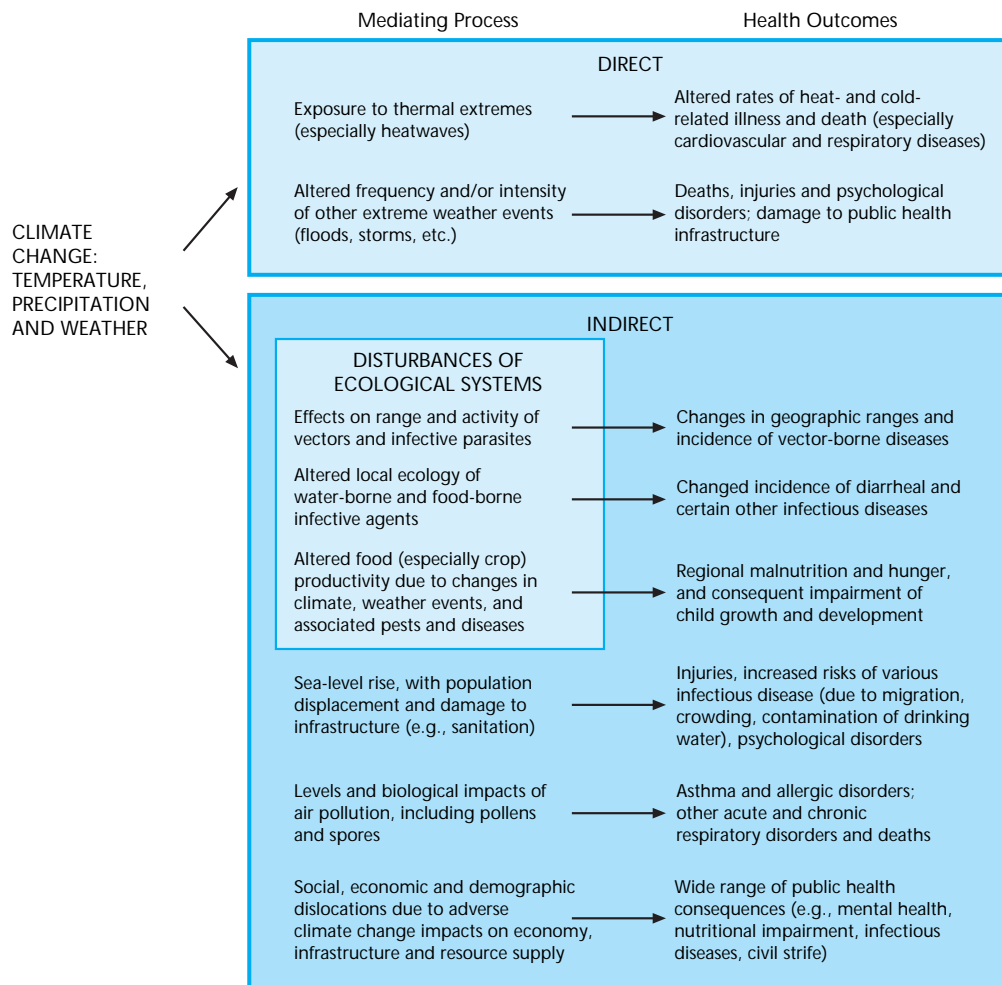 Mediating Process
Health Outcomes
DIRECT
Exposure to thermal extremes
(especially heatwaves)
Altered rates of heat- and cold-
related illness and death (especially
cardiovascular and respiratory diseases)
Altered frequency and/or intensity
of other extreme weather events
(floods, storms, etc.)
Deaths, injuries and psychological
disorders; damage to public health
infrastructure
CLIMATE
CHANGE:
TEMPERATURE,
PRECIPITATION
AND WEATHER
INDIRECT
DISTURBANCES OF
ECOLOGICAL SYSTEMS
Effects on range and activity of
vectors and infective parasites
Changes in geographic ranges and
incidence of vector-borne diseases
Altered local ecology of
water-borne and food-borne
infective agents
Changed incidence of diarrheal and
certain other infectious diseases
Altered food (especially crop)
productivity due to changes in
climate, weather events, and
associated pests and diseases
Regional malnutrition and hunger,
and consequent impairment of
child growth and development
Sea-level rise, with population
displacement and damage to
infrastructure (e.g., sanitation)
Injuries, increased risks of various
infectious disease (due to migration,
crowding, contamination of drinking
water), psychological disorders
Levels and biological impacts of
air pollution, including pollens
and spores
Asthma and allergic disorders;
other acute and chronic
respiratory disorders and deaths
Social, economic and demographic
dislocations due to adverse
climate change impacts on economy,
infrastructure and resource supply
Wide range of public health
consequences (e.g., mental health,
nutritional impairment, infectious
diseases, civil strife)